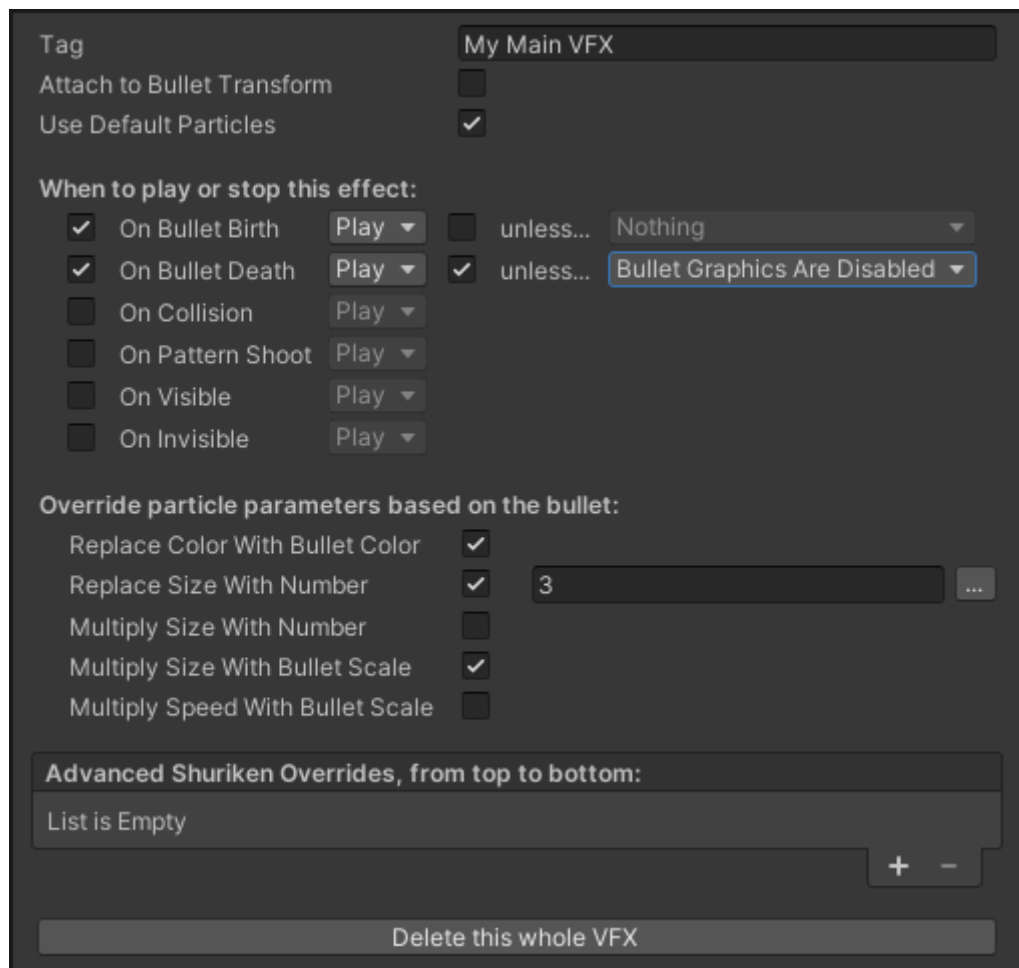 Tag My Main VFX
Attach to Bullet Transform
Use Default Particles
When to play or stop this effect:
On Bullet Birth Play unless... Nothing
On Bullet Death Play unless... Bullet Graphics Are Disabled
On Collision Play
On Pattern Shoot Play
On Visible Play
On Invisible Play
Override particle parameters based on the bullet:
Replace Color With Bullet Color
Replace Size With Number 3 ...
Multiply Size With Number
Multiply Size With Bullet Scale
Multiply Speed With Bullet Scale
Advanced Shuriken Overrides, from top to bottom:
List is Empty
+ −
Delete this whole VFX